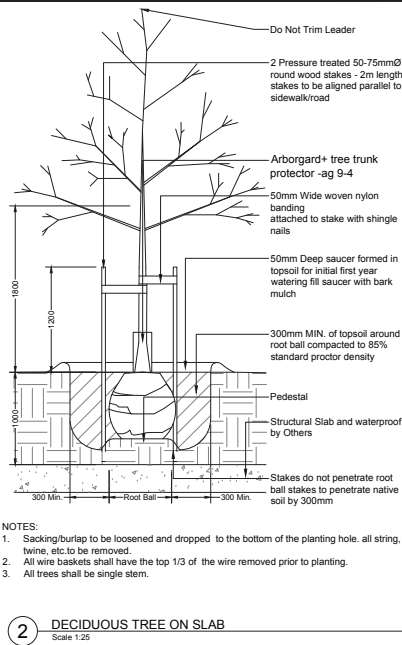 Do Not Trim Leader
2 Pressure treated 50-75mmØ
round wood stakes - 2m length
stakes to be aligned parallel to
sidewalk/road
Arborgard+ tree trunk
protector -ag 9-4
50mm Wide woven nylon
banding
attached to stake with shingle
nails
50mm Deep saucer formed in
topsoil for initial first year
watering fill saucer with bark
mulch
300mm MIN. of topsoil around
root ball compacted to 85%
standard proctor density
Pedestal
Structural Slab and waterproof
by Others
Stakes do not penetrate root
ball stakes to penetrate native
soil by 300mm
1800
1200
1000
300 Min.
Root Ball
300 Min.
NOTES:
1. Sacking/burlap to be loosened and dropped to the bottom of the planting hole. all string,
twine, etc.to be removed.
2. All wire baskets shall have the top 1/3 of the wire removed prior to planting.
3. All trees shall be single stem.
2 DECIDUOUS TREE ON SLAB
Scale 1:25